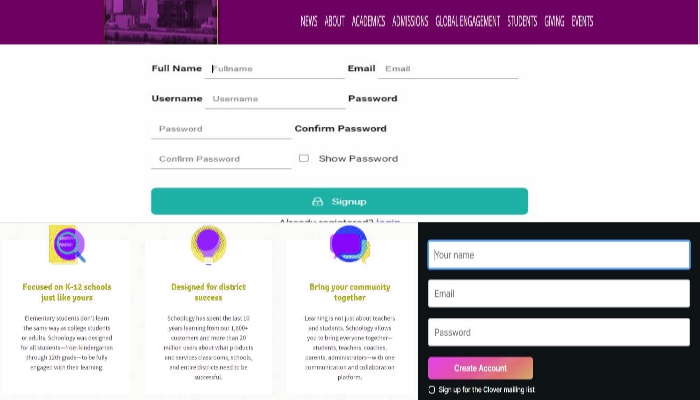 NEWS ABOUT ACADEMICS ADMISSIONS GLOBAL ENGAGEMENT STUDENTS GIVING EVENTS
Full Name Fullname Email Email
Username Username Password
Password Confirm Password
Confirm Password Show Password
Signup
Already registered? login
Focused on K-12 schools
just like yours
Elementary students don't learn
the same way as college students
or adults. Schoology was designed
for all students—from kindergarten
through 12th grade—to be fully
engaged with their learning.
Designed for district
success
Schoology has spent the last 10
years learning from our 1,600+
customers and more than 20
million users about what products
and services classrooms, schools,
and entire districts need to be
successful.
Bring your community
together
Learning is not just about teachers
and students. Schoology allows
you to bring everyone together—
students, teachers, coaches,
parents, administrators—with one
communication and collaboration
platform.
Your name
Email
Password
Create Account
Sign up for the Clover mailing list